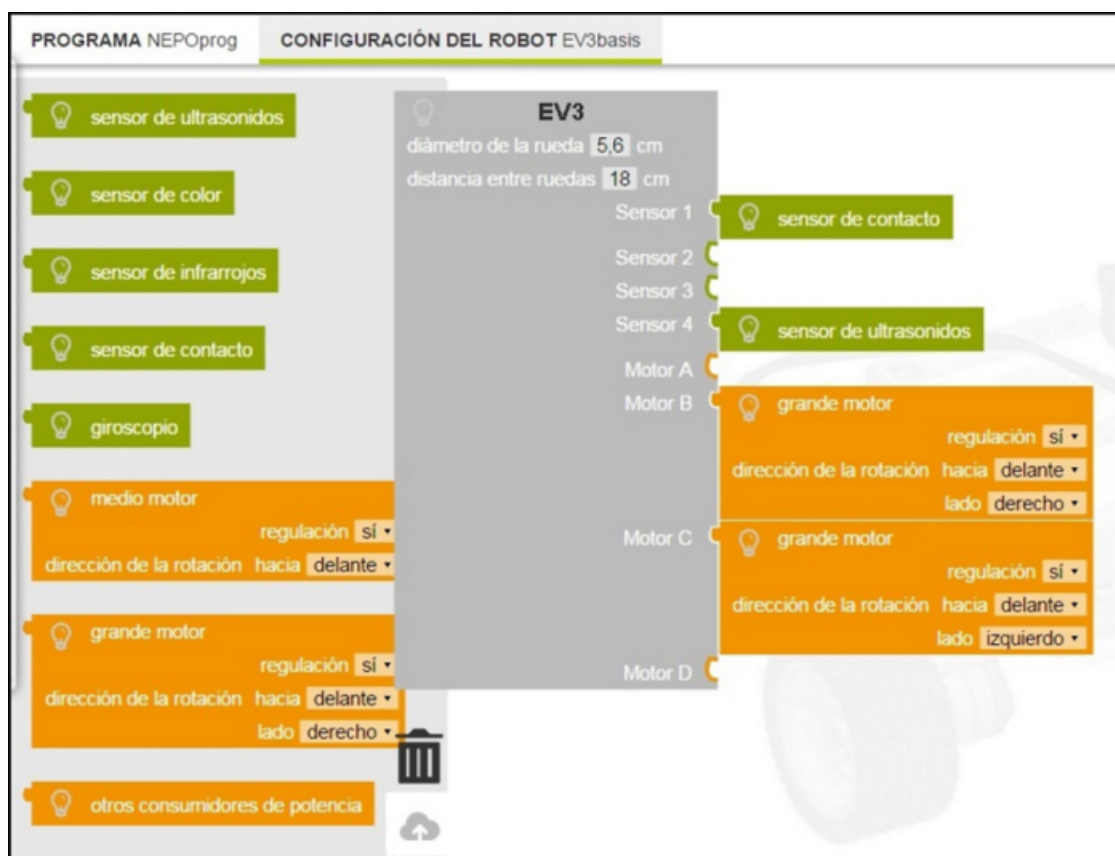 PROGRAMA NEPOprog
CONFIGURACIÓN DEL ROBOT EV3basis
sensor de ultrasonidos
sensor de color
sensor de infrarrojos
sensor de contacto
giroscopio
medio motor
regulación sí
dirección de la rotación hacia delante
grande motor
regulación sí
dirección de la rotación hacia delante
lado derecho
otros consumidores de potencia
EV3
diámetro de la rueda 5,6 cm
distancia entre ruedas 18 cm
Sensor 1
sensor de contacto
Sensor 2
Sensor 3
Sensor 4
sensor de ultrasonidos
Motor A
Motor B
grande motor
regulación sí
dirección de la rotación hacia delante
lado derecho
Motor C
grande motor
regulación sí
dirección de la rotación hacia delante
lado izquierdo
Motor D